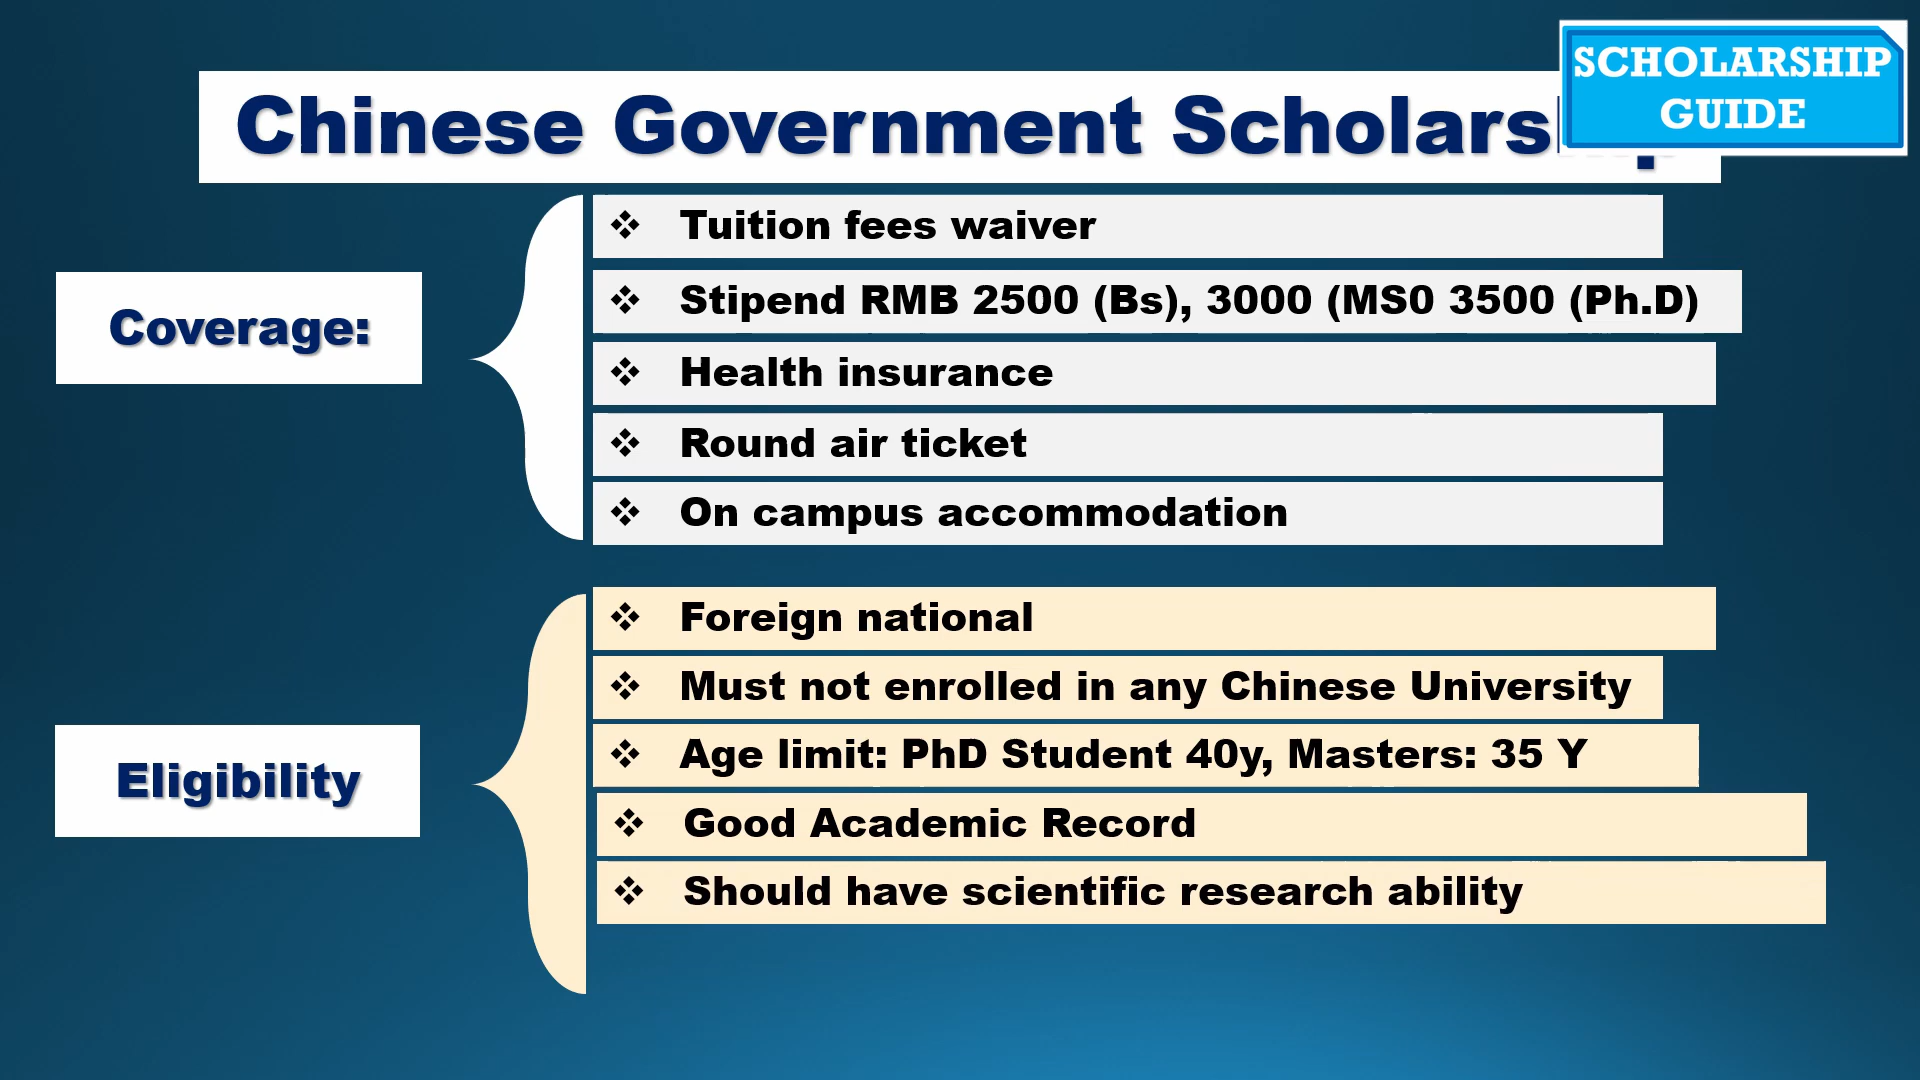 SCHOLARSHIP
GUIDE
Chinese Government Scholars
Coverage:
❖ Tuition fees waiver
❖ Stipend RMB 2500 (Bs), 3000 (MS0 3500 (Ph.D)
❖ Health insurance
❖ Round air ticket
❖ On campus accommodation
Eligibility
❖ Foreign national
❖ Must not enrolled in any Chinese University
❖ Age limit: PhD Student 40y, Masters: 35 Y
❖ Good Academic Record
❖ Should have scientific research ability